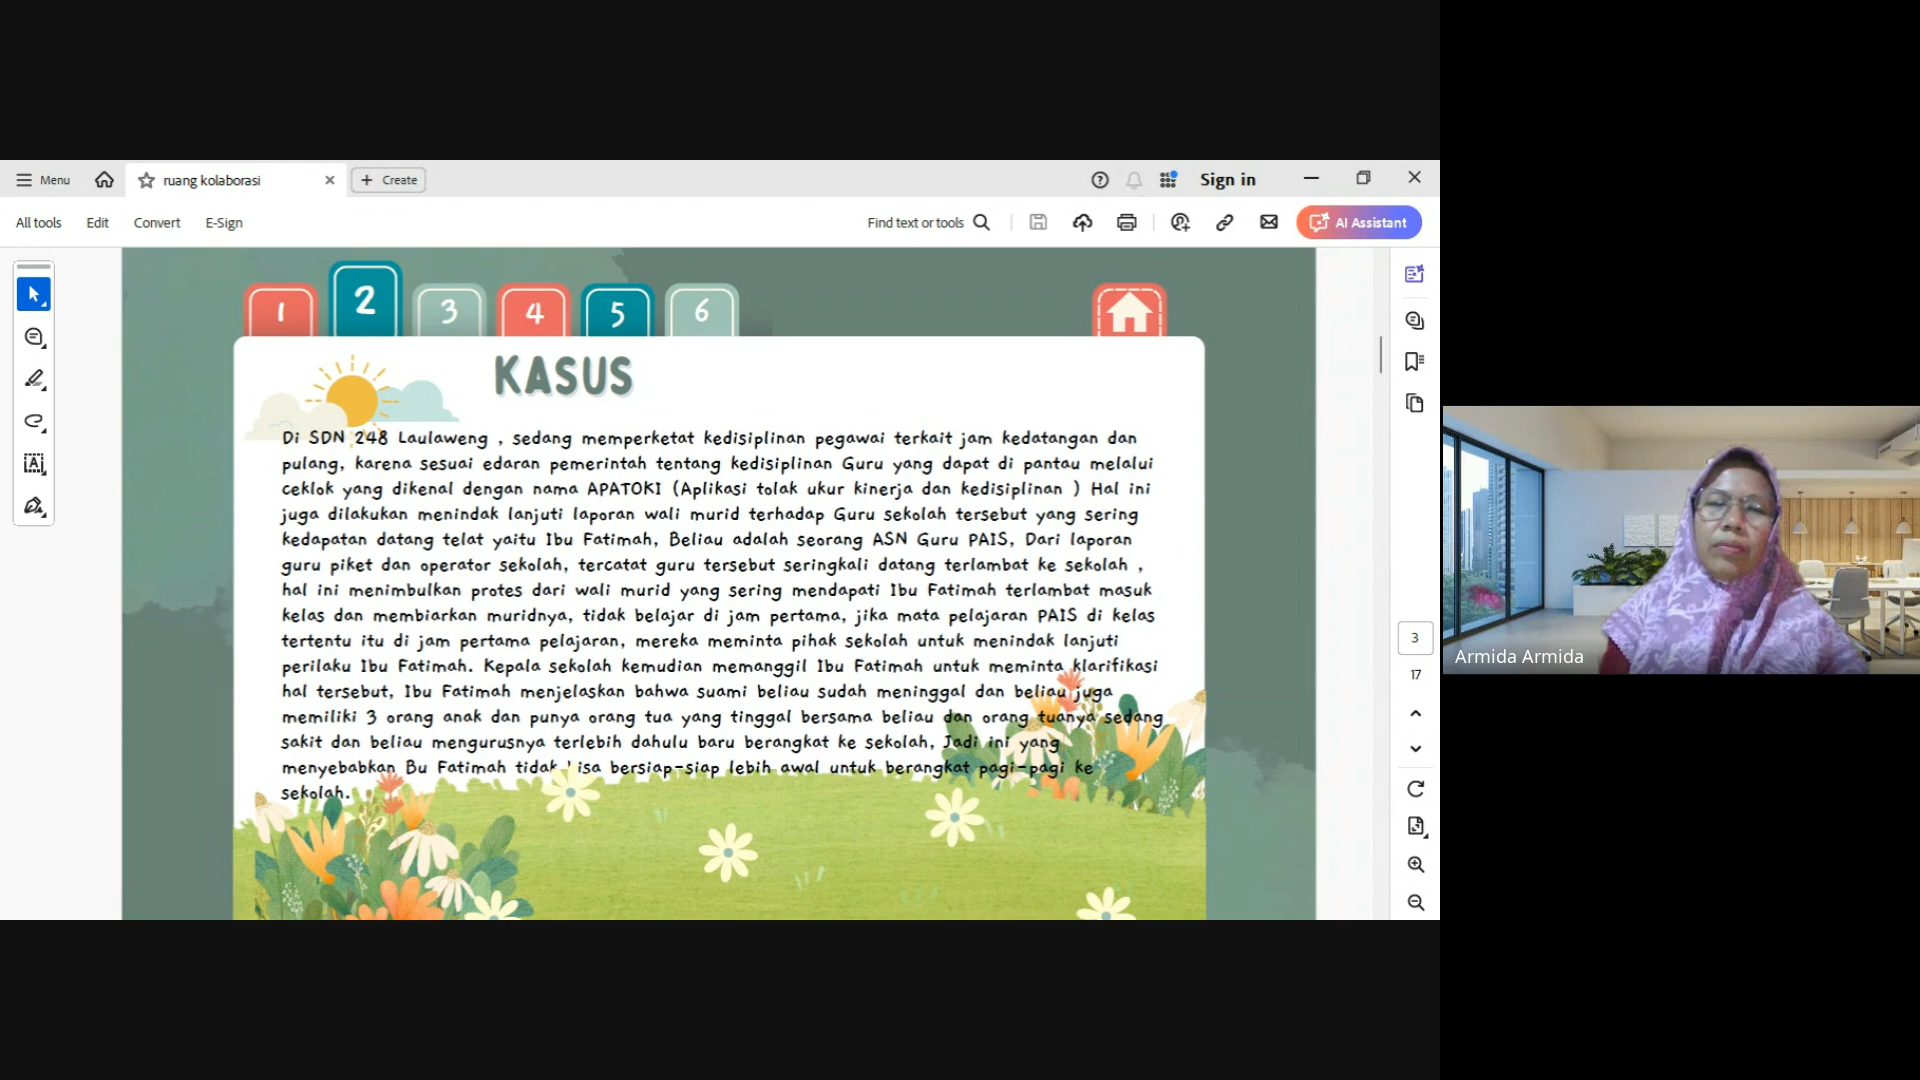 Menu
ruang kolaborasi
Create
Sign in
All tools
Edit
Convert
E-Sign
Find text or tools
AI Assistant
1
2
3
4
5
6
KASUS
Di SDN 248 Laulaweng , sedang memperketat kedisiplinan pegawai terkait jam kedatangan dan
pulang, karena sesuai edaran pemerintah tentang kedisiplinan Guru yang dapat di pantau melalui
ceklok yang dikenal dengan nama APATOKI (Aplikasi tolak ukur kinerja dan kedisiplinan ) Hal ini
juga dilakukan menindak lanjuti laporan wali murid terhadap Guru sekolah tersebut yang sering
kedapatan datang telat yaitu Ibu Fatimah, Beliau adalah seorang ASN Guru PAIS, Dari laporan
guru piket dan operator sekolah, tercatat guru tersebut seringkali datang terlambat ke sekolah ,
hal ini menimbulkan protes dari wali murid yang sering mendapati Ibu Fatimah terlambat masuk
kelas dan membiarkan muridnya, tidak belajar di jam pertama, jika mata pelajaran PAIS di kelas
tertentu itu di jam pertama pelajaran, mereka meminta pihak sekolah untuk menindak lanjuti
perilaku Ibu Fatimah. Kepala sekolah kemudian memanggil Ibu Fatimah untuk meminta klarifikasi
hal tersebut, Ibu Fatimah menjelaskan bahwa suami beliau sudah meninggal dan beliau juga
memiliki 3 orang anak dan punya orang tua yang tinggal bersama beliau dan orang tuanya sedang
sakit dan beliau mengurusnya terlebih dahulu baru berangkat ke sekolah, Jadi ini yang
menyebabkan Bu Fatimah tidak bisa bersiap-siap lebih awal untuk berangkat pagi-pagi ke
sekolah.
3
17
Armida Armida